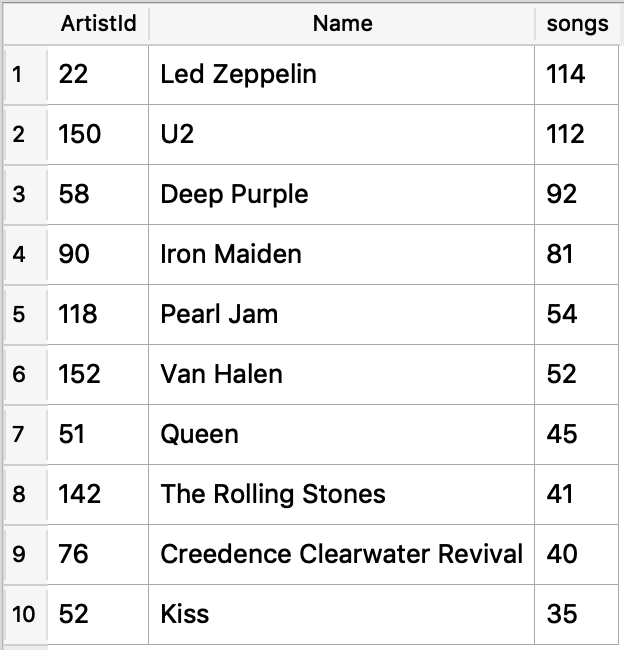 ArtistId Name songs
1 22 Led Zeppelin 114
2 150 U2 112
3 58 Deep Purple 92
4 90 Iron Maiden 81
5 118 Pearl Jam 54
6 152 Van Halen 52
7 51 Queen 45
8 142 The Rolling Stones 41
9 76 Creedence Clearwater Revival 40
10 52 Kiss 35